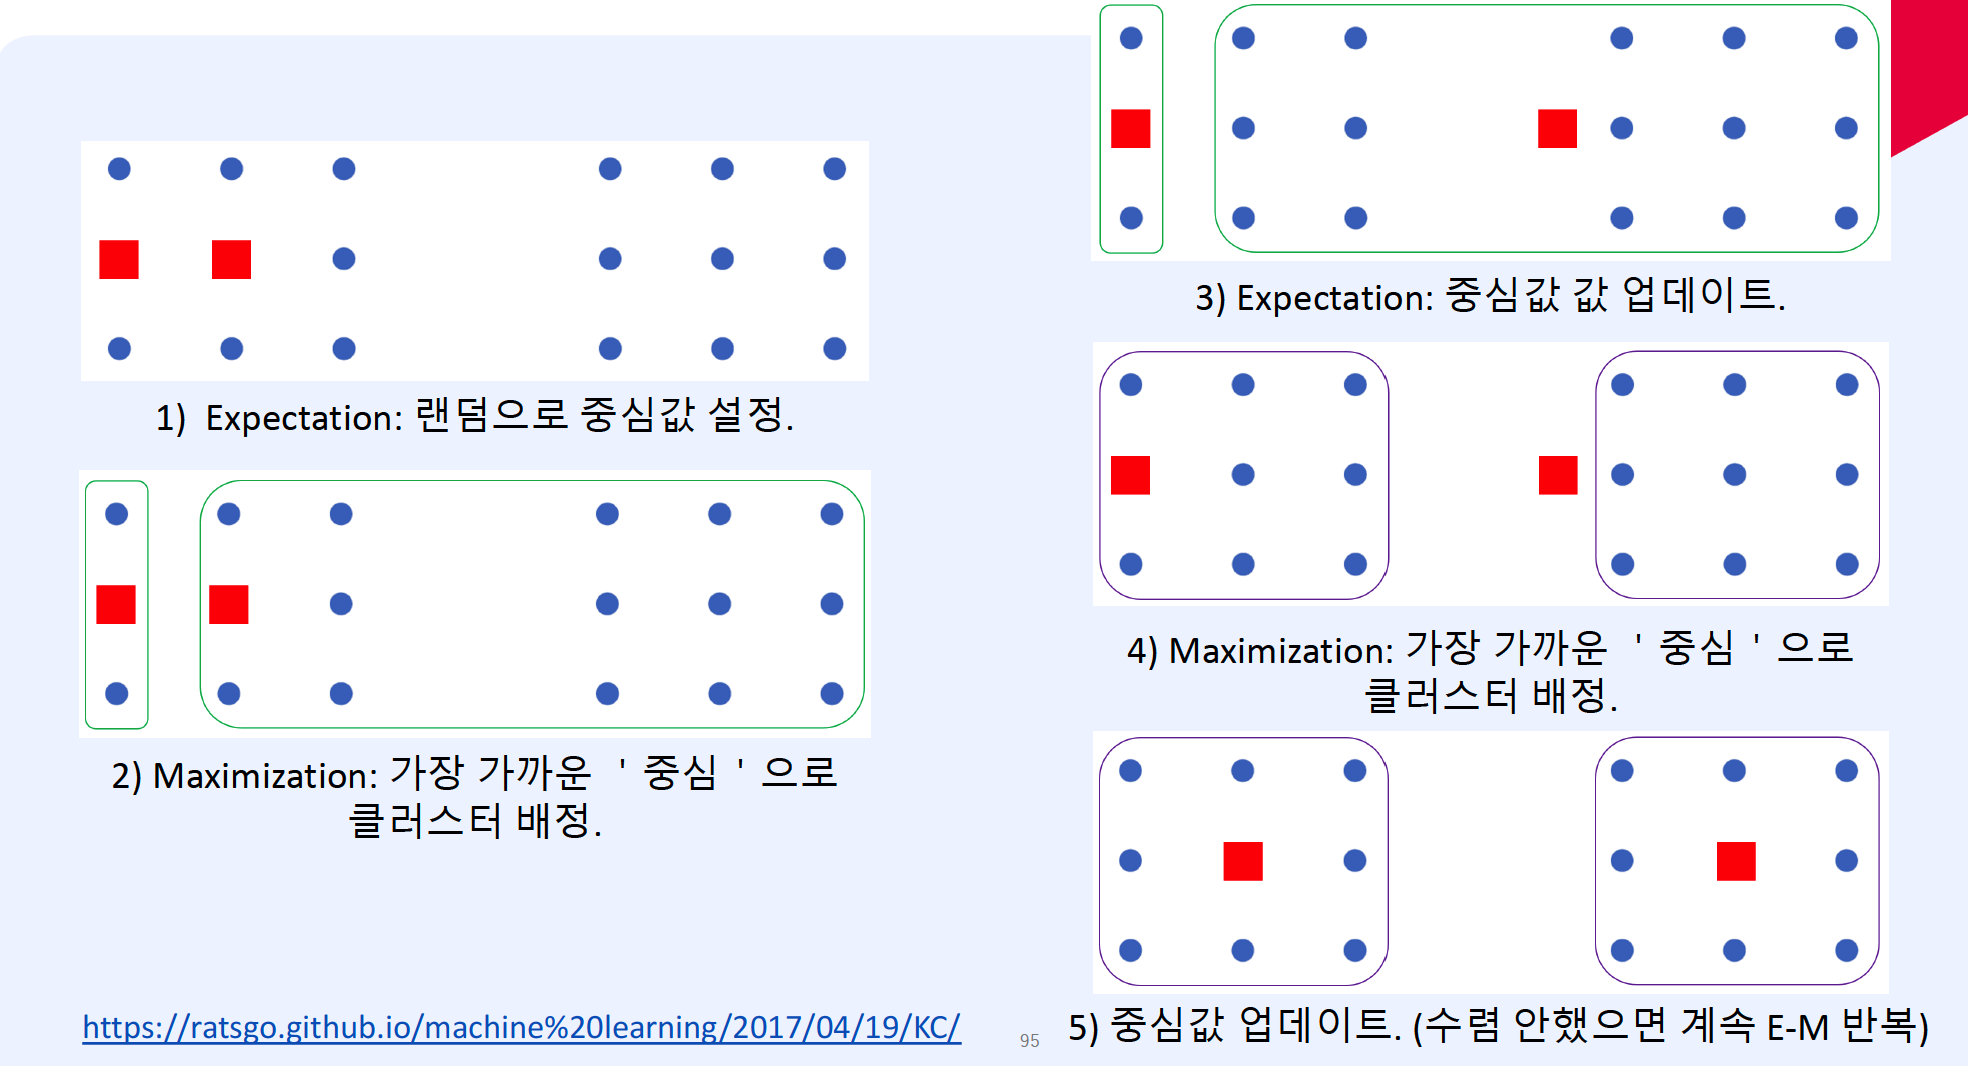 1) Expectation: 랜덤으로 중심값 설정.
2) Maximization: 가장 가까운 '중심'으로
클러스터 배정.
3) Expectation: 중심값 값 업데이트.
4) Maximization: 가장 가까운 '중심'으로
클러스터 배정.
5) 중심값 업데이트. (수렴 안했으면 계속 E-M 반복)
https://ratsgo.github.io/machine%20learning/2017/04/19/KC/
95